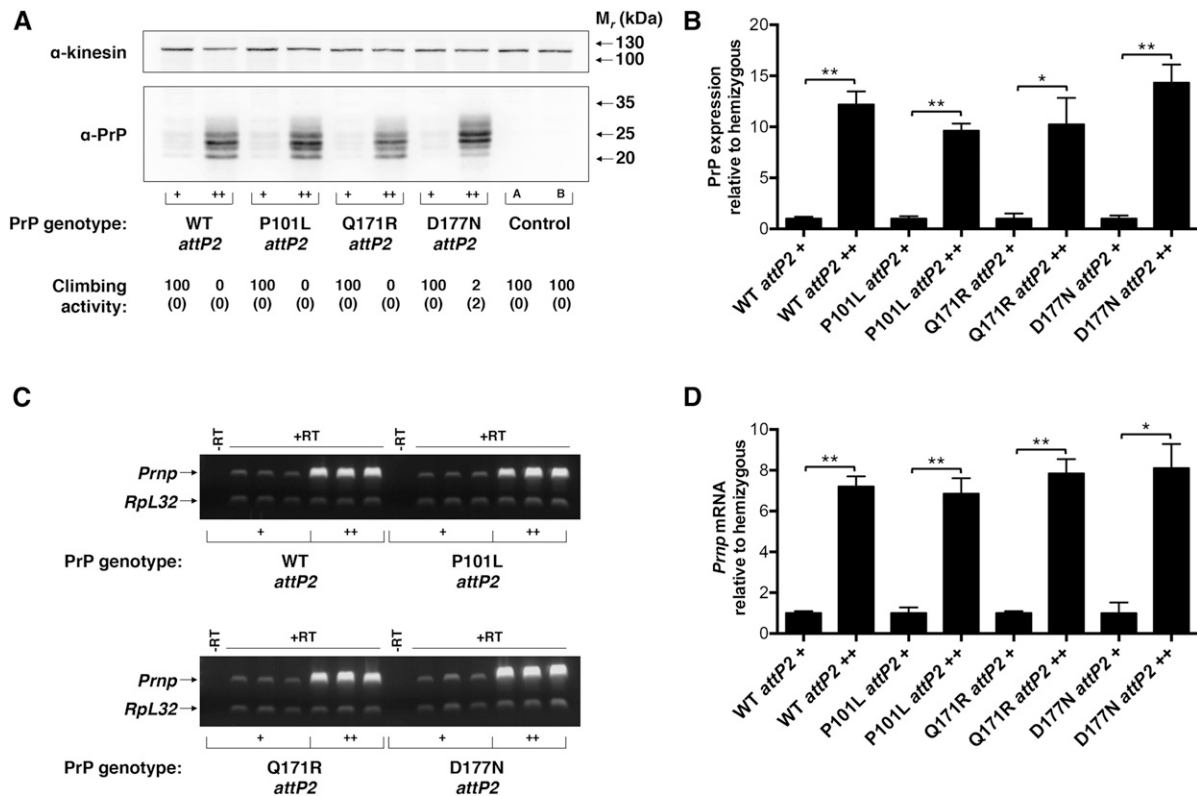 A
Mr (kDa)
α-kinesin
130
100
α-PrP
35
25
20
+ ++ + ++ + ++ + ++ A B
PrP genotype: WT P101L Q171R D177N Control
attP2 attP2 attP2 attP2
Climbing 100 0 100 0 100 0 100 2 100 100
activity: (0) (0) (0) (0) (0) (0) (0) (2) (0) (0)
B
PrP expression
relative to hemizygous
20
15
10
5
0
** ** * **
WT attP2 +
WT attP2 ++
P101L attP2 +
P101L attP2 ++
Q171R attP2 +
Q171R attP2 ++
D177N attP2 +
D177N attP2 ++
C
-RT +RT -RT +RT
Prnp
RpL32
+ ++ + ++
PrP genotype: WT P101L
attP2 attP2
-RT +RT -RT +RT
Prnp
RpL32
+ ++ + ++
PrP genotype: Q171R D177N
attP2 attP2
D
Prnp mRNA
relative to hemizygous
10
8
6
4
2
0
** ** ** *
WT attP2 +
WT attP2 ++
P101L attP2 +
P101L attP2 ++
Q171R attP2 +
Q171R attP2 ++
D177N attP2 +
D177N attP2 ++